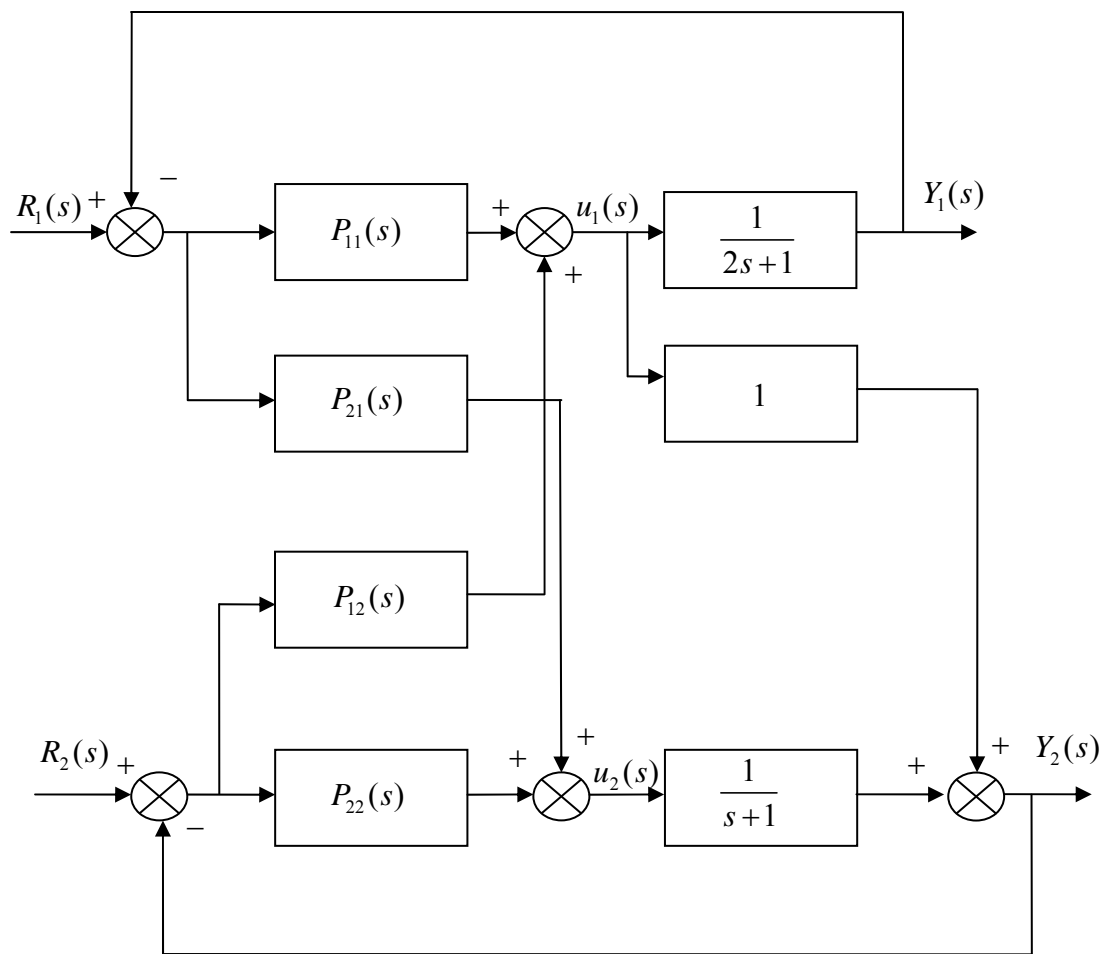 −
R₁(s) +
P₁₁(s)
+
u₁(s)
1
2s+1
Y₁(s)
+
P₂₁(s)
1
P₁₂(s)
R₂(s) +
−
P₂₂(s)
+
+
u₂(s)
1
s+1
+
+
Y₂(s)